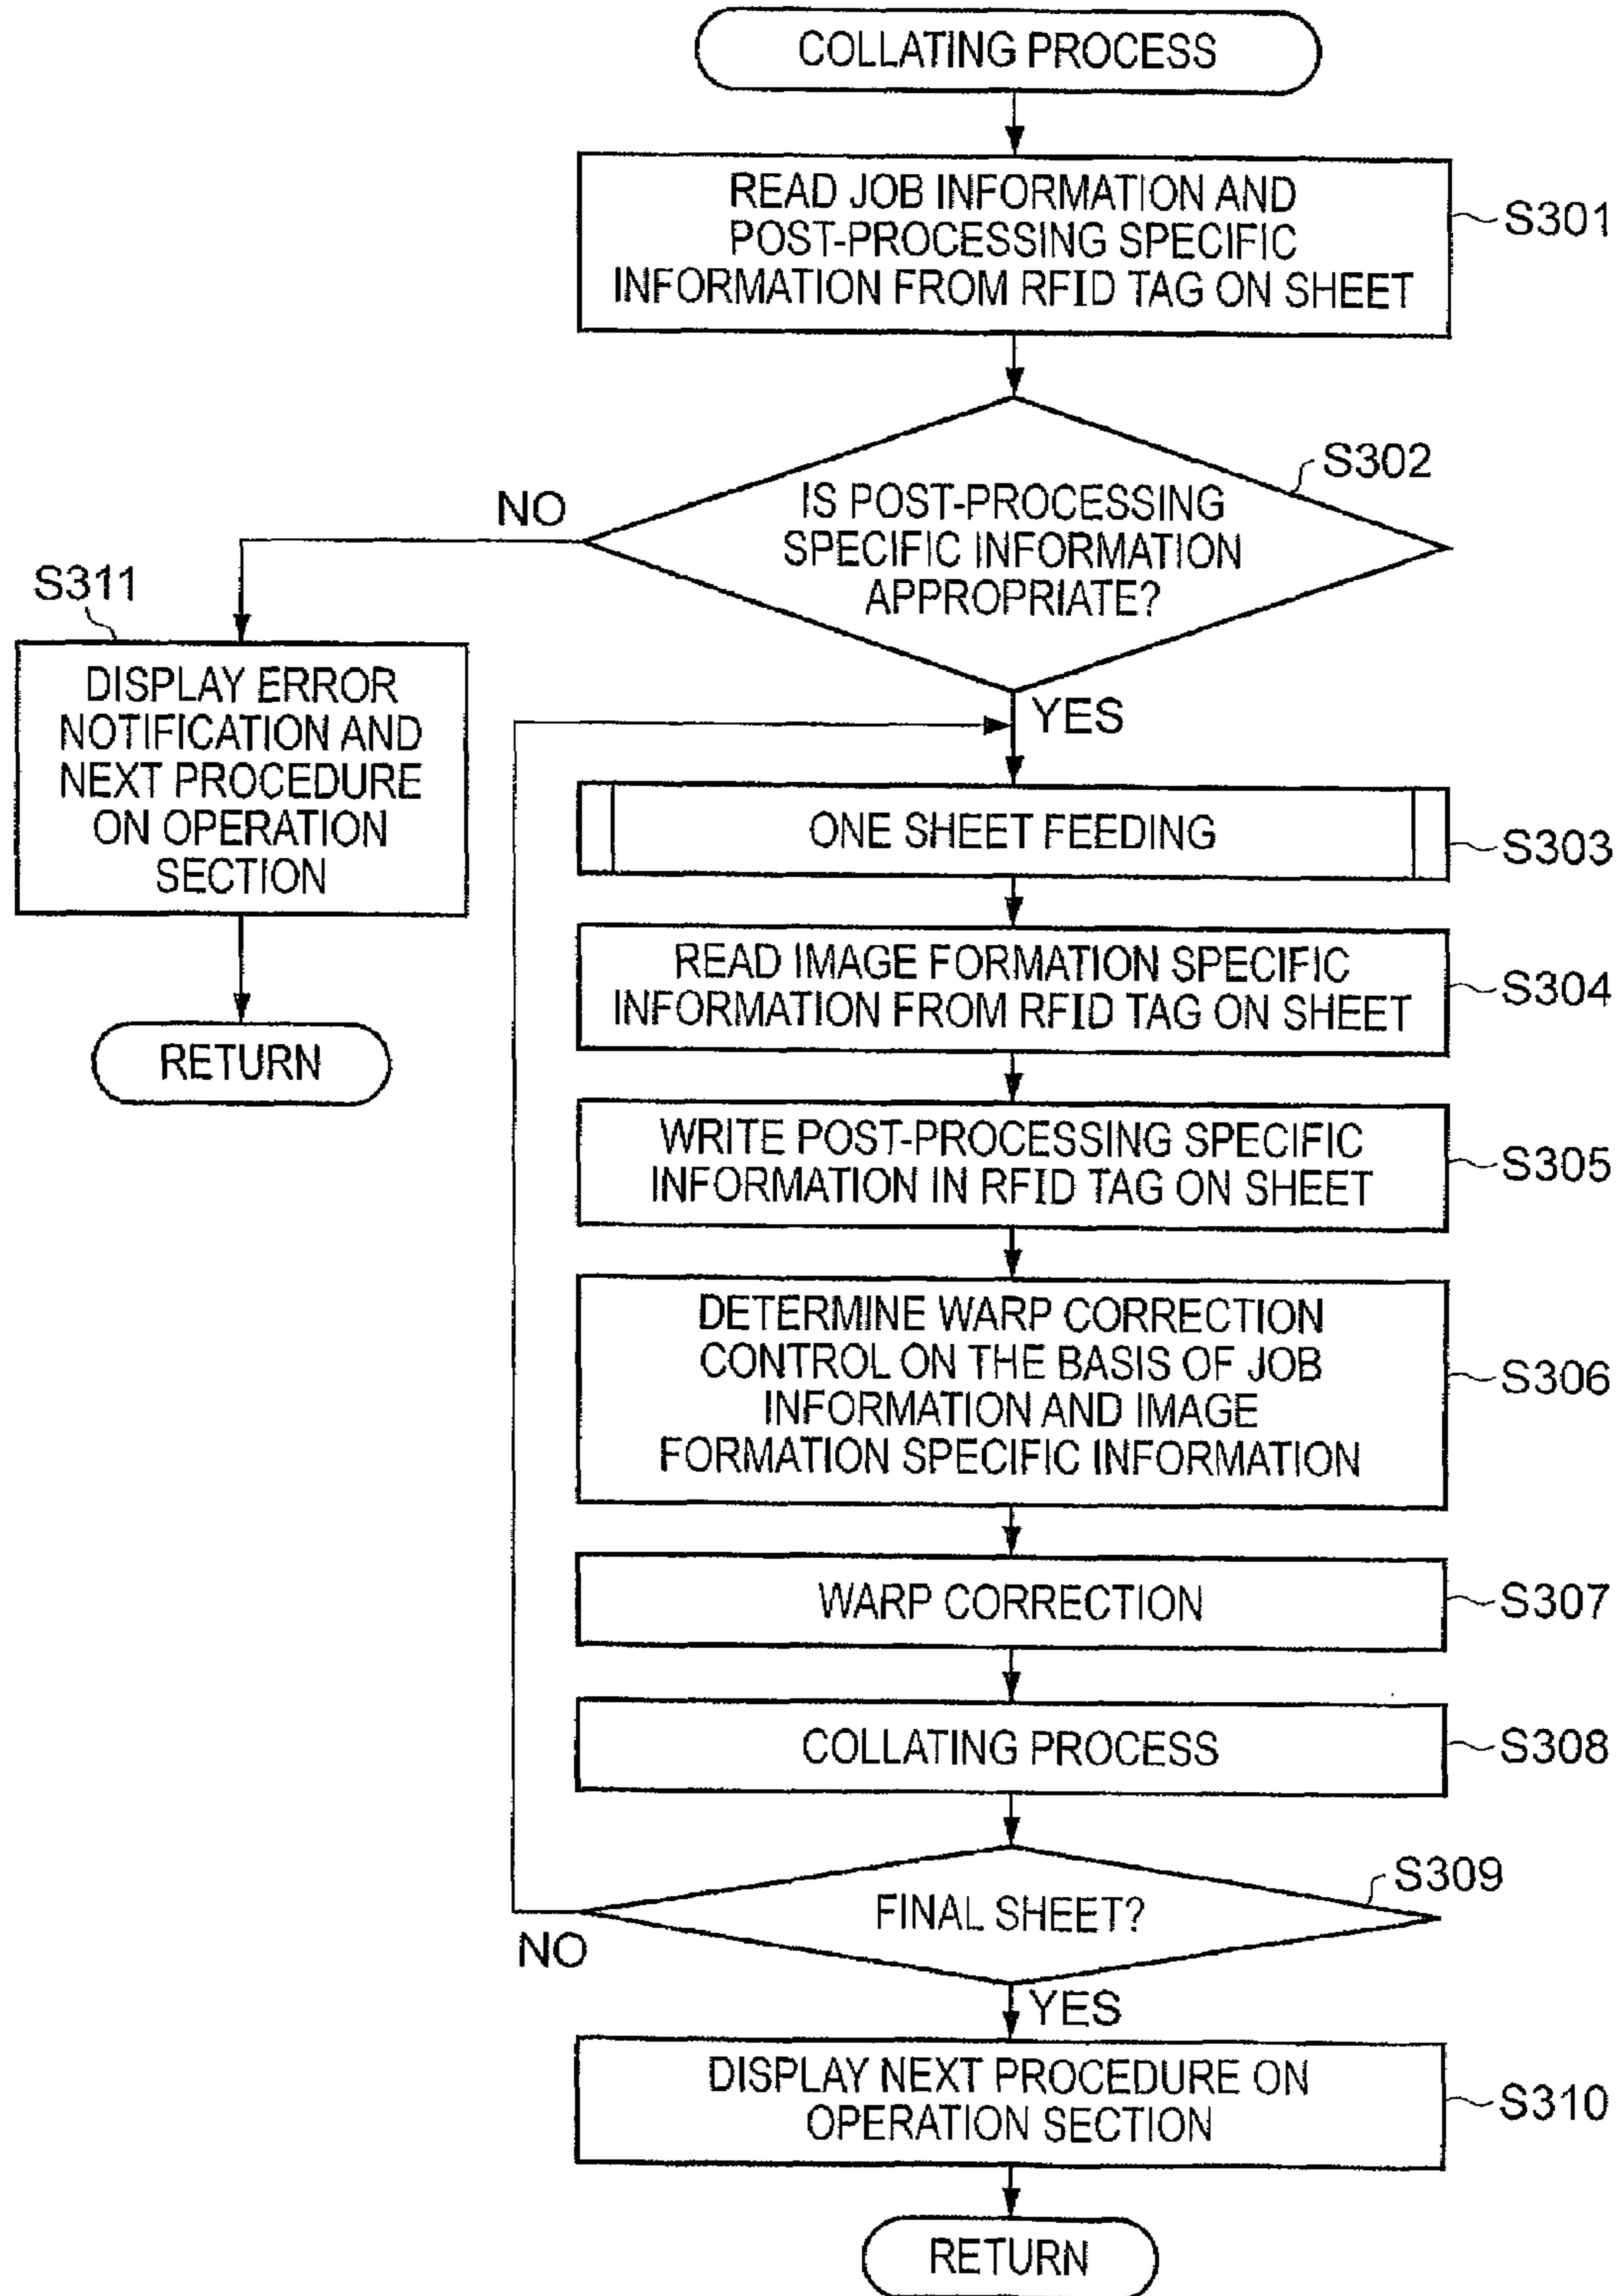 COLLATING PROCESS
READ JOB INFORMATION AND
POST-PROCESSING SPECIFIC
INFORMATION FROM RFID TAG ON SHEET
S301
S302
IS POST-PROCESSING
SPECIFIC INFORMATION
APPROPRIATE?
NO
S311
DISPLAY ERROR
NOTIFICATION AND
NEXT PROCEDURE
ON OPERATION
SECTION
RETURN
YES
ONE SHEET FEEDING
S303
READ IMAGE FORMATION SPECIFIC
INFORMATION FROM RFID TAG ON SHEET
S304
WRITE POST-PROCESSING SPECIFIC
INFORMATION IN RFID TAG ON SHEET
S305
DETERMINE WARP CORRECTION
CONTROL ON THE BASIS OF JOB
INFORMATION AND IMAGE
FORMATION SPECIFIC INFORMATION
S306
WARP CORRECTION
S307
COLLATING PROCESS
S308
S309
FINAL SHEET?
NO
YES
DISPLAY NEXT PROCEDURE ON
OPERATION SECTION
S310
RETURN